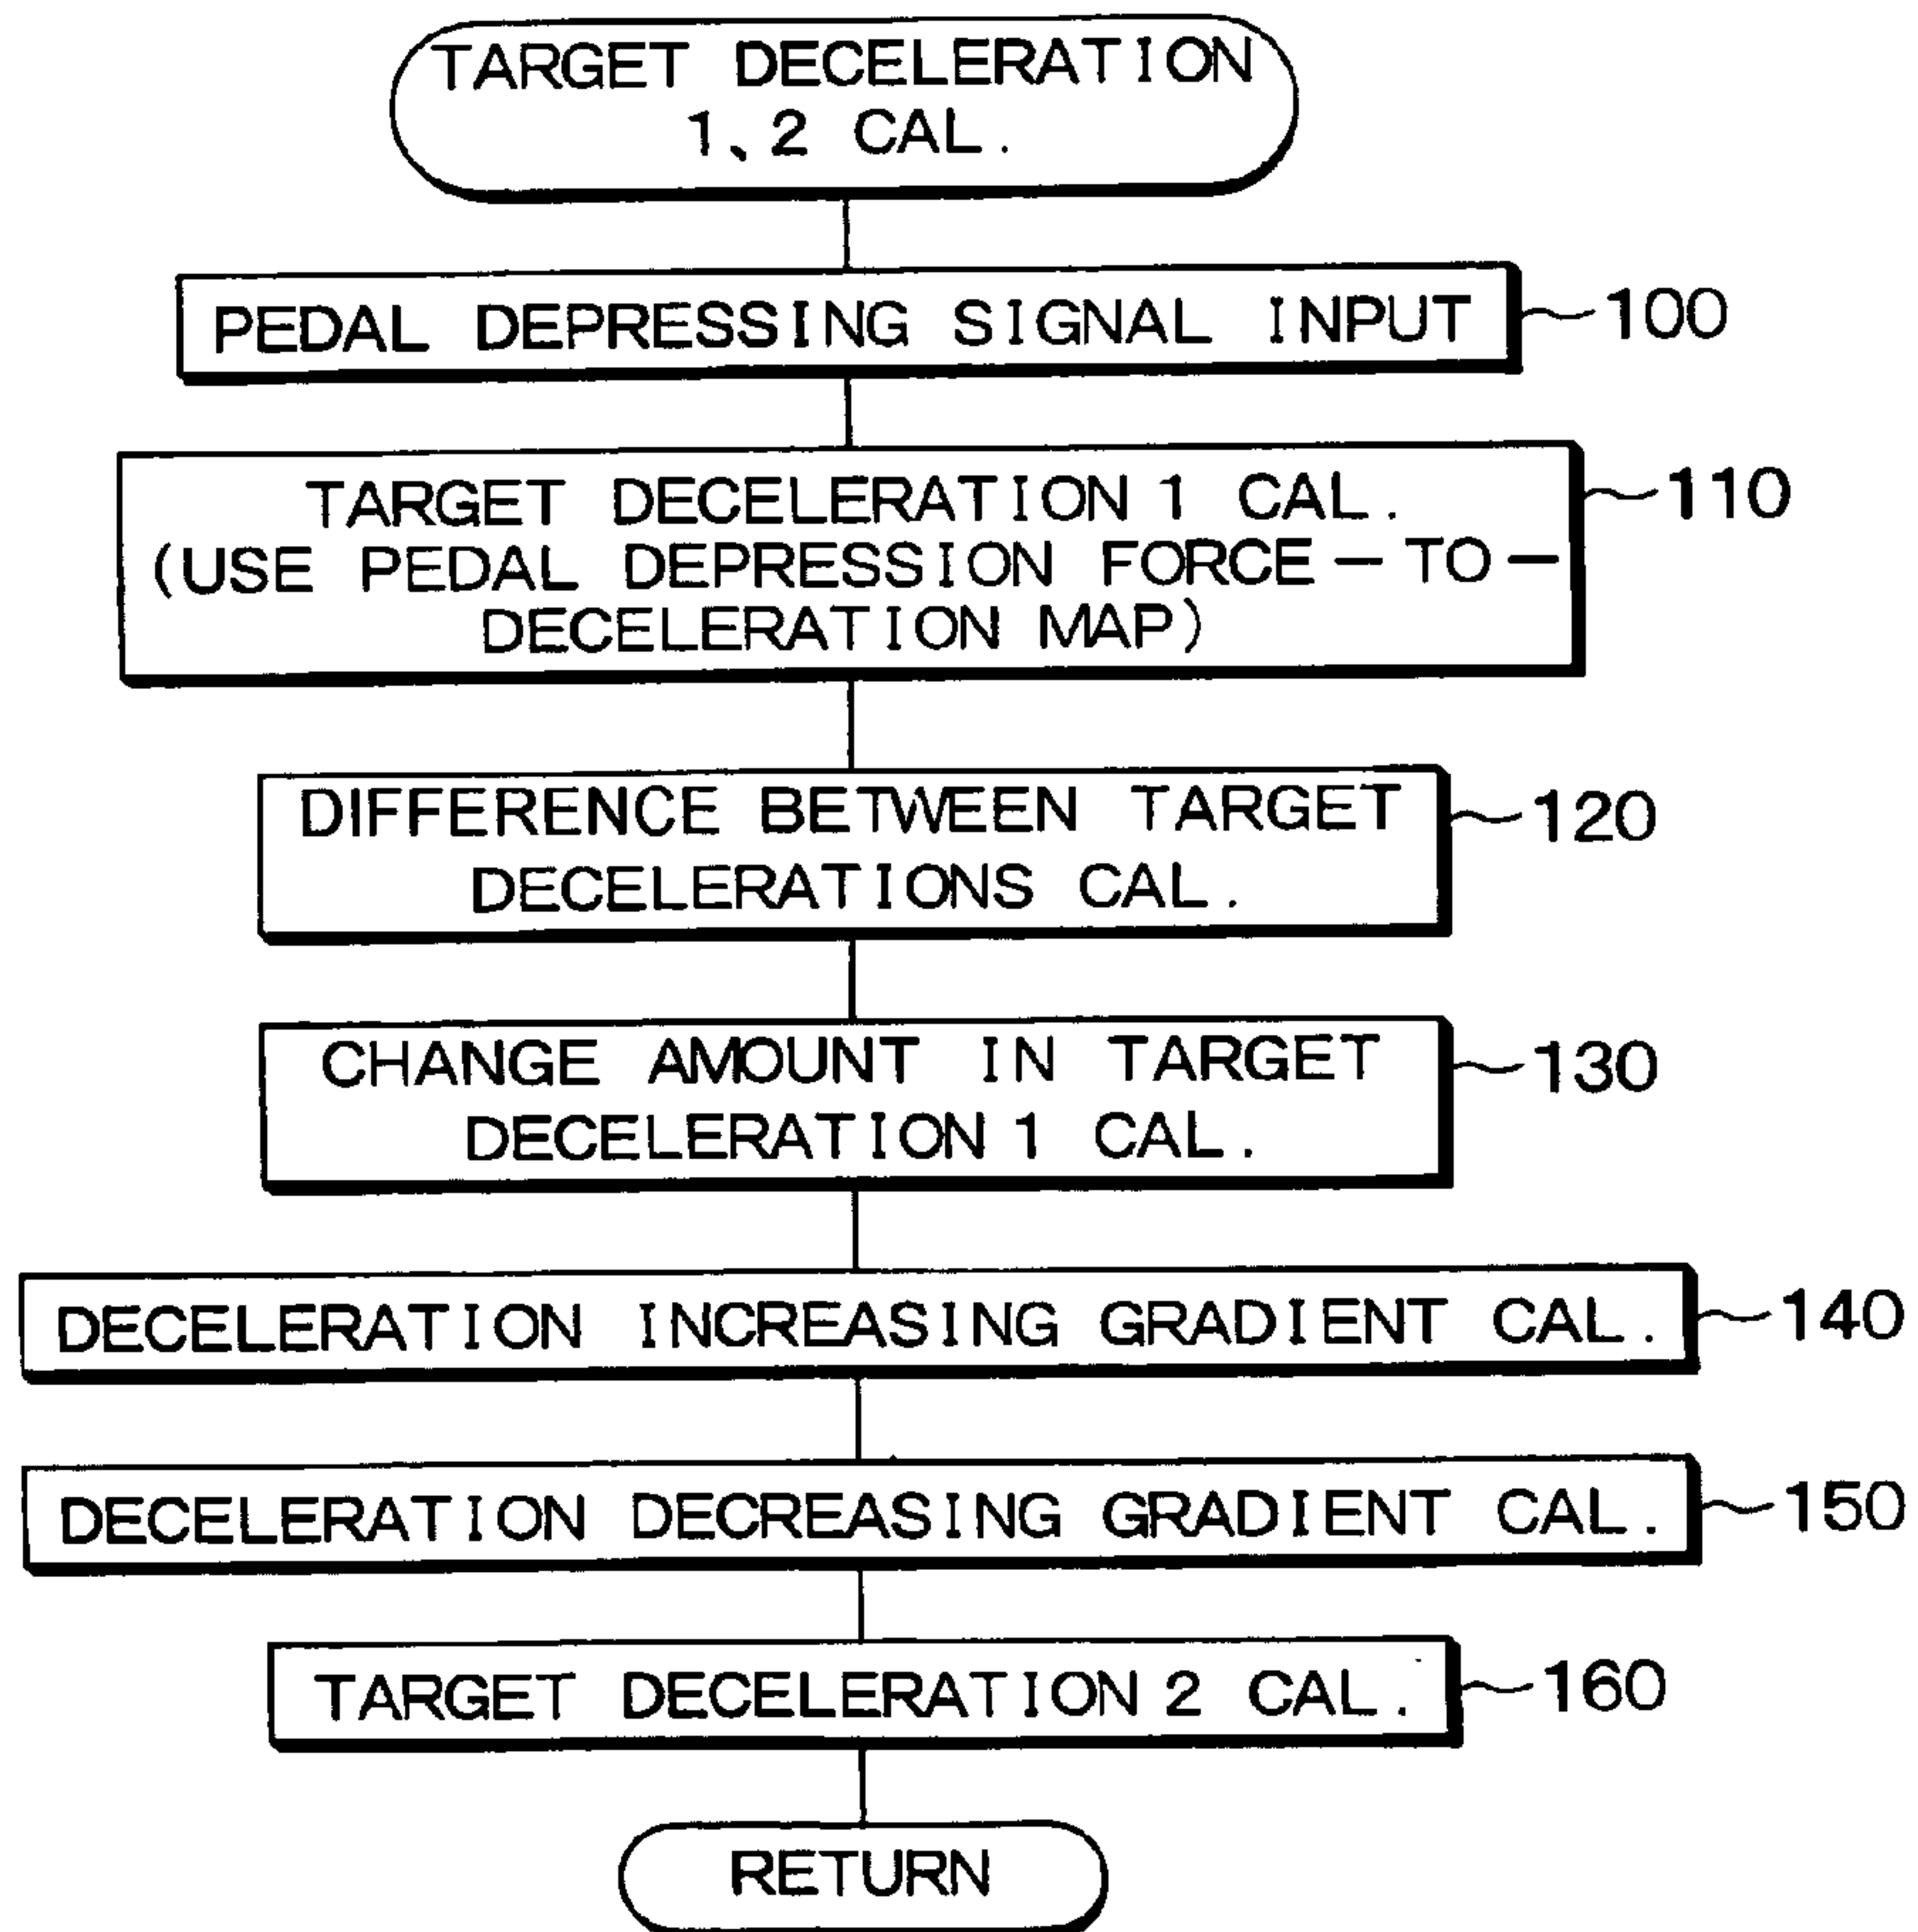 TARGET DECELERATION
1、2 CAL.
PEDAL DEPRESSING SIGNAL INPUT
100
TARGET DECELERATION 1 CAL.
110
(USE PEDAL DEPRESSION FORCE-TO-
DECELERATION MAP)
DIFFERENCE BETWEEN TARGET
120
DECELERATIONS CAL.
CHANGE AMOUNT IN TARGET
130
DECELERATION 1 CAL.
DECELERATION INCREASING GRADIENT CAL.
140
DECELERATION DECREASING GRADIENT CAL.
150
TARGET DECELERATION 2 CAL.
160
RETURN